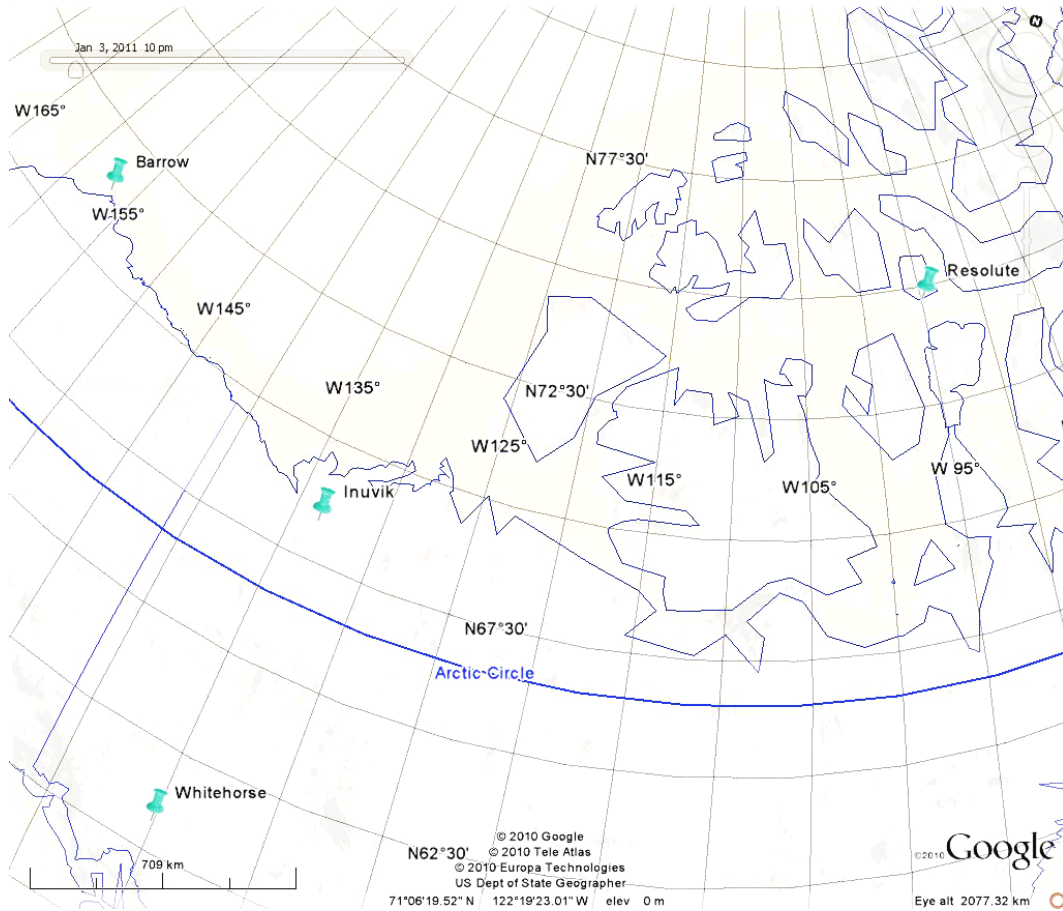 Jan 3, 2011 10 pm
N
W165°
Barrow
N77°30'
W155°
Resolute
W145°
W135°
N72°30'
W125°
W 95°
W115°
W105°
Inuvik
N67°30'
Arctic Circle
Whitehorse
© 2010 Google
© 2010 Tele Atlas
© 2010 Europa Technologies
US Dept of State Geographer
N62°30'
709 km
©2010 Google
71°06'19.52" N 122°19'23.01" W elev 0 m
Eye alt 2077.32 km